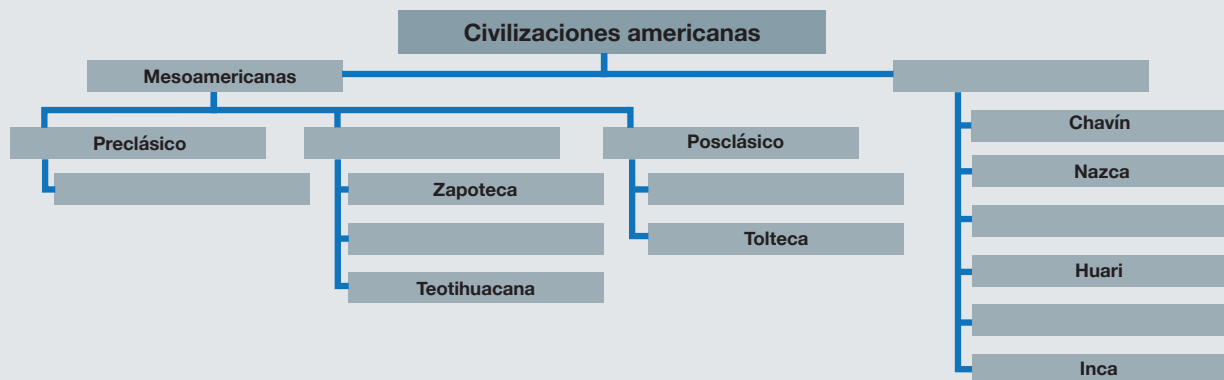 Civilizaciones americanas
Mesoamericanas
Preclásico
Posclásico
Zapoteca
Tolteca
Teotihuacana
Chavín
Nazca
Huari
Inca